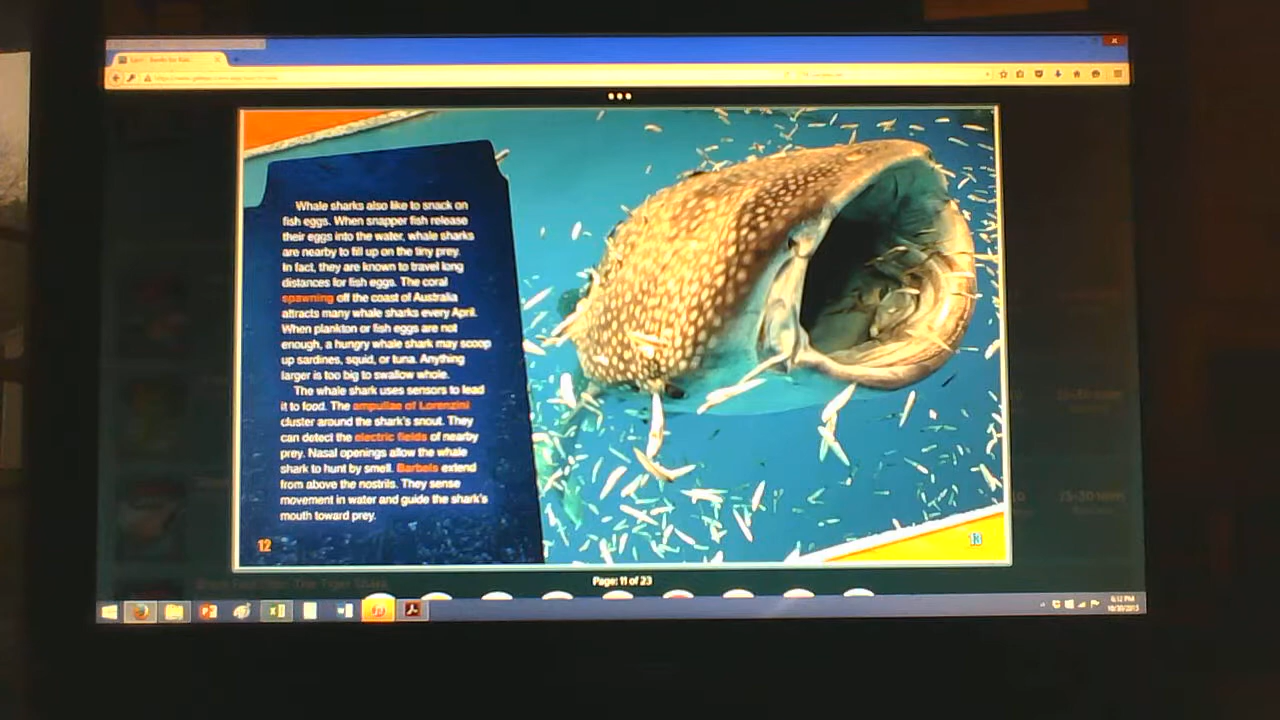 Whale sharks also like to snack on
fish eggs. When snapper fish release
their eggs into the water, whale sharks
are nearby to fill up on the tiny prey.
In fact, they are known to travel long
distances for fish eggs. The coral
spawning off the coast of Australia
attracts many whale sharks every April.
When plankton or fish eggs are not
enough, a hungry whale shark may scoop
up sardines, squid, or tuna. Anything
larger is too big to swallow whole.
The whale shark uses sensors to lead
it to food. The ampullae of Lorenzini
cluster around the shark's snout. They
can detect the electric fields of nearby
prey. Nasal openings allow the whale
shark to hunt by smell. Barbels extend
from above the nostrils. They sense
movement in water and guide the shark's
mouth toward prey.
12
13
Page: 11 of 23
6:12 PM